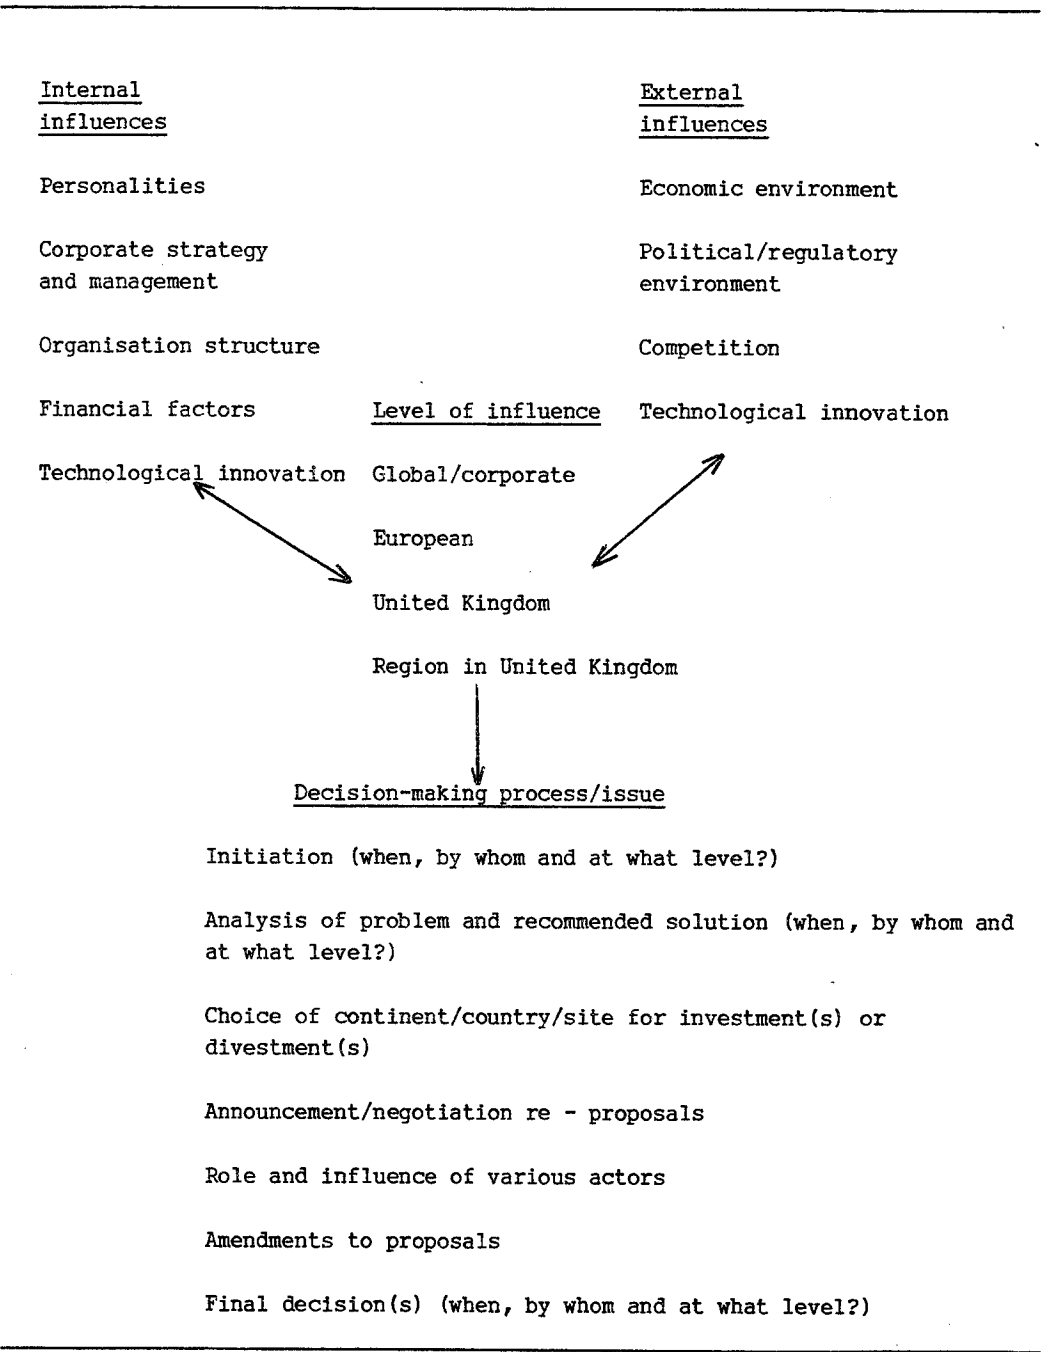 Internal
influences
Personalities
Corporate strategy
and management
Organisation structure
Financial factors
Technological innovation
External
influences
Economic environment
Political/regulatory
environment
Competition
Technological innovation
Level of influence
Global/corporate
European
United Kingdom
Region in United Kingdom
Decision-making process/issue
Initiation (when, by whom and at what level?)
Analysis of problem and recommended solution (when, by whom and
at what level?)
Choice of continent/country/site for investment(s) or
divestment(s)
Announcement/negotiation re - proposals
Role and influence of various actors
Amendments to proposals
Final decision(s) (when, by whom and at what level?)